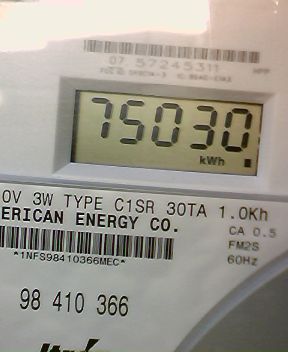 07 57245311
75030
kWh
0V 3W TYPE C1SR 30TA 1.0Kh
ERICAN ENERGY CO.
CA 0.5
FM2S
60Hz
*1NFS98410366MEC*
98 410 366